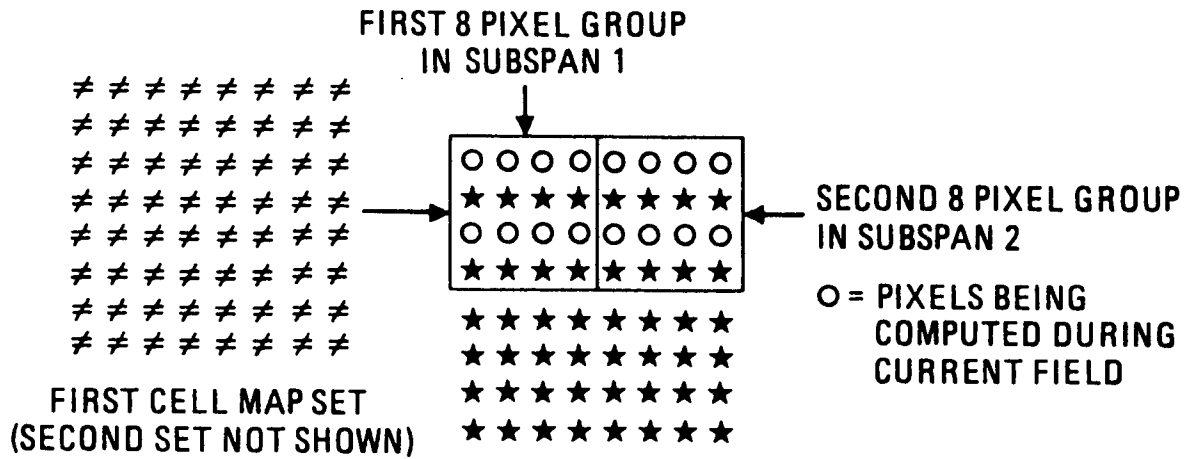 FIRST 8 PIXEL GROUP
IN SUBSPAN 1
≠ ≠ ≠ ≠ ≠ ≠ ≠ ≠
≠ ≠ ≠ ≠ ≠ ≠ ≠ ≠
≠ ≠ ≠ ≠ ≠ ≠ ≠ ≠
≠ ≠ ≠ ≠ ≠ ≠ ≠ ≠
≠ ≠ ≠ ≠ ≠ ≠ ≠ ≠
≠ ≠ ≠ ≠ ≠ ≠ ≠ ≠
≠ ≠ ≠ ≠ ≠ ≠ ≠ ≠
≠ ≠ ≠ ≠ ≠ ≠ ≠ ≠
FIRST CELL MAP SET
(SECOND SET NOT SHOWN)
SECOND 8 PIXEL GROUP
IN SUBSPAN 2
O = PIXELS BEING
COMPUTED DURING
CURRENT FIELD